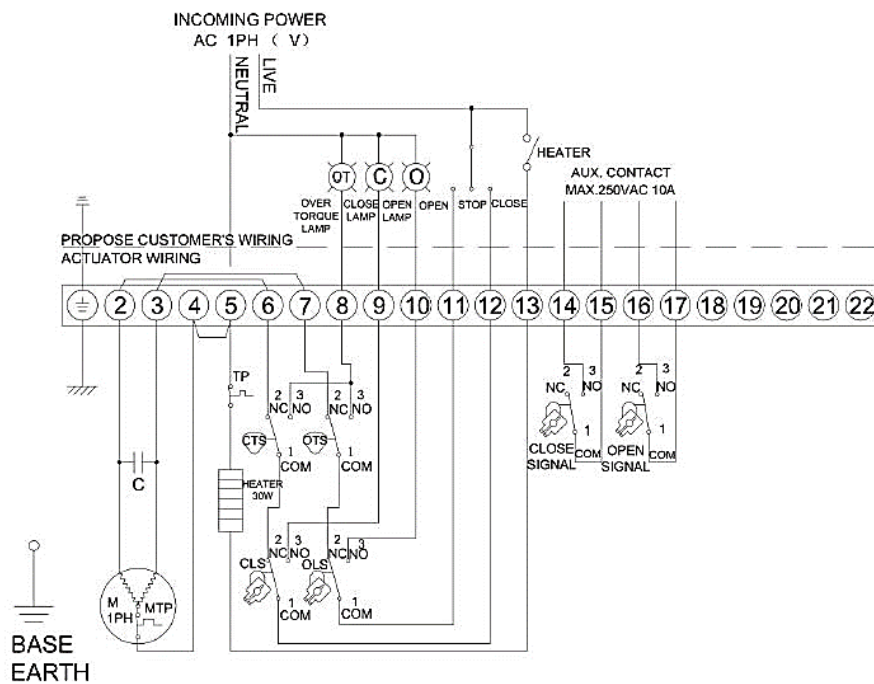 INCOMING POWER
AC 1PH ( V)
NEUTRAL
LIVE
HEATER
OT
C
O
OVER TORQUE LAMP
CLOSE LAMP
OPEN LAMP
OPEN
STOP
CLOSE
AUX. CONTACT
MAX.250VAC 10A
PROPOSE CUSTOMER'S WIRING
ACTUATOR WIRING
2 3 4 5 6 7 8 9 10 11 12 13 14 15 16 17 18 19 20 21 22
TP
2 3
NC NO
CTS
1
COM
2 3
NC NO
OTS
1
COM
2 3
NC NO
1
COM
CLOSE
SIGNAL
2 3
NC NO
1
COM
OPEN
SIGNAL
C
HEATER
30W
2 3
NC NO
CLS
1
COM
2 3
NC NO
OLS
1
COM
M
1PH
MTP
BASE
EARTH